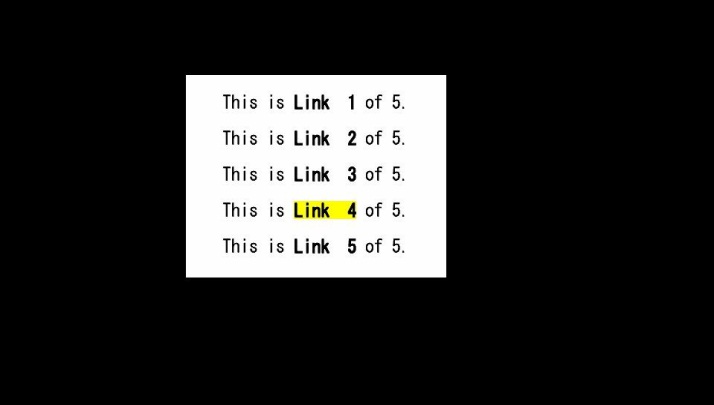 This is Link 1 of 5.
This is Link 2 of 5.
This is Link 3 of 5.
This is Link 4 of 5.
This is Link 5 of 5.